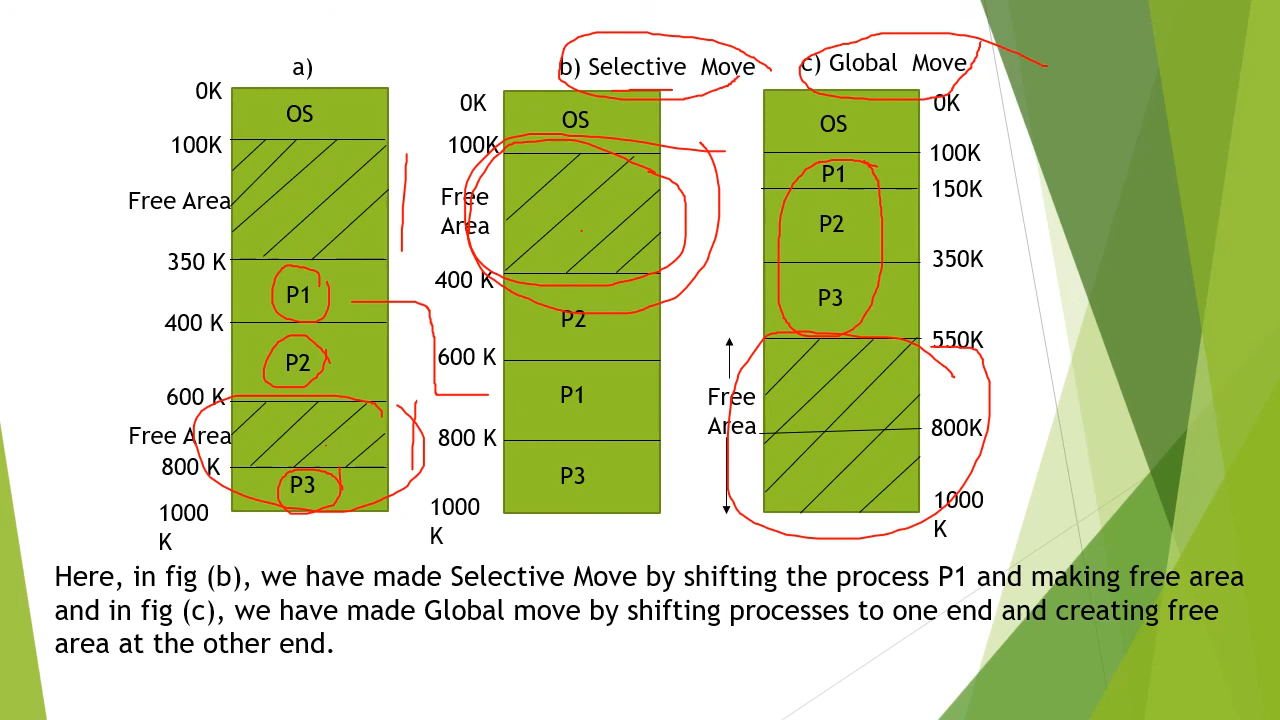 a)
0K
OS
100K
Free Area
350 K
P1
400 K
P2
600 K
Free Area
800 K
P3
1000
K
b) Selective Move
0K
OS
100K
Free
Area
400 K
P2
600 K
P1
800 K
P3
1000
K
c) Global Move
0K
OS
100K
P1
150K
P2
350K
P3
550K
Free
Area
800K
1000
K
Here, in fig (b), we have made Selective Move by shifting the process P1 and making free area
and in fig (c), we have made Global move by shifting processes to one end and creating free
area at the other end.